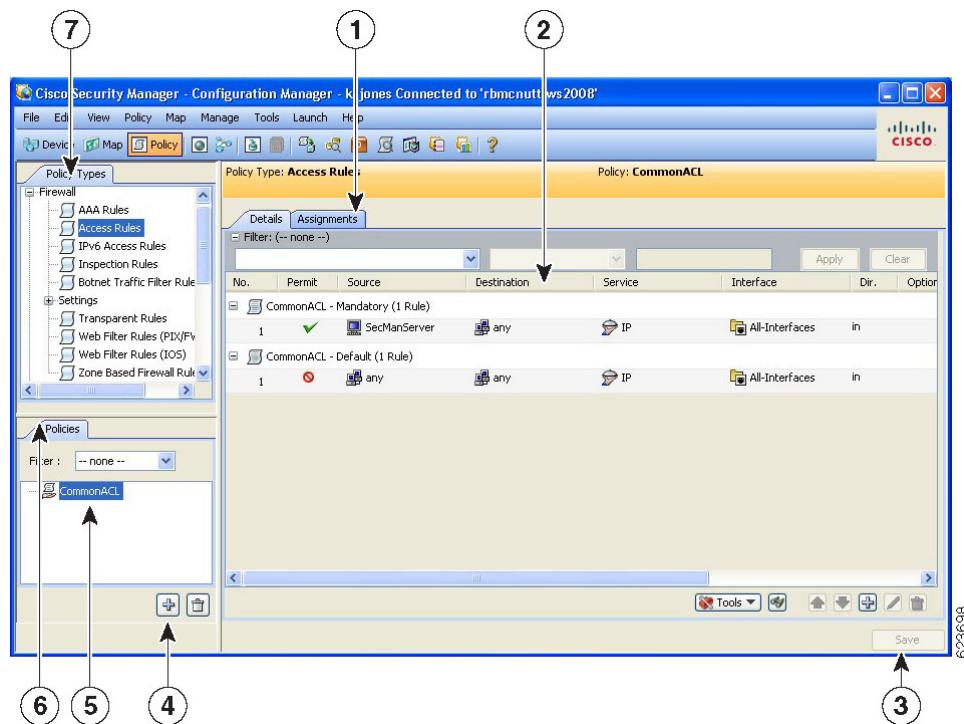 7 1 2
Cisco Security Manager - Configuration Manager - jones Connected to 'rbmcnutt ws2008'
File Edit View Policy Map Manage Tools Launch Help
Device Map Policy
CISCO
Policy Types
Policy Type: Access Rules Policy: CommonACL
Firewall
AAA Rules
Access Rules
IPv6 Access Rules
Inspection Rules
Botnet Traffic Filter Rule
Settings
Transparent Rules
Web Filter Rules (PIX/FW
Web Filter Rules (IOS)
Zone Based Firewall Rule
Details Assignments
Filter: (-- none --)
Apply Clear
No. Permit Source Destination Service Interface Dir. Option
CommonACL - Mandatory (1 Rule)
1 SecManServer any IP All-Interfaces in
CommonACL - Default (1 Rule)
1 any any IP All-Interfaces in
Policies
Filter : -- none --
CommonACL
Tools
Save
623698
6 5 4 3